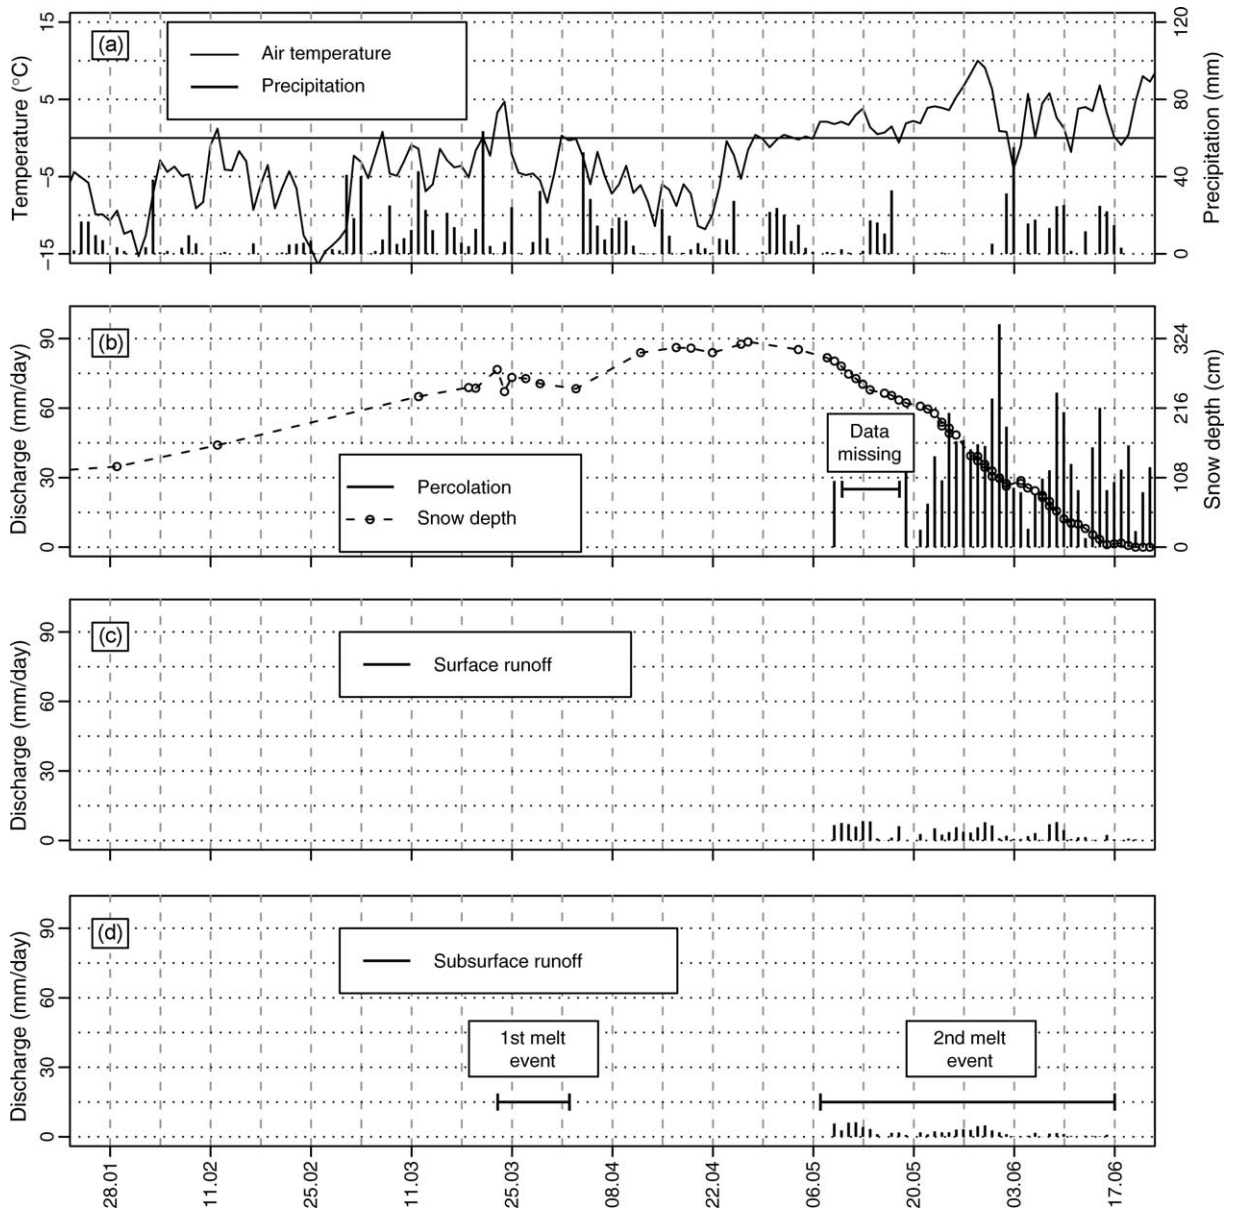 (a)
Air temperature
Precipitation
Temperature (°C)
15
5
−5
−15
Precipitation (mm)
120
80
40
0
(b)
Data
missing
Percolation
Snow depth
Discharge (mm/day)
90
60
30
0
Snow depth (cm)
324
216
108
0
(c)
Surface runoff
Discharge (mm/day)
90
60
30
0
(d)
Subsurface runoff
1st melt
event
2nd melt
event
Discharge (mm/day)
90
60
30
0
28.01
11.02
25.02
11.03
25.03
08.04
22.04
06.05
20.05
03.06
17.06